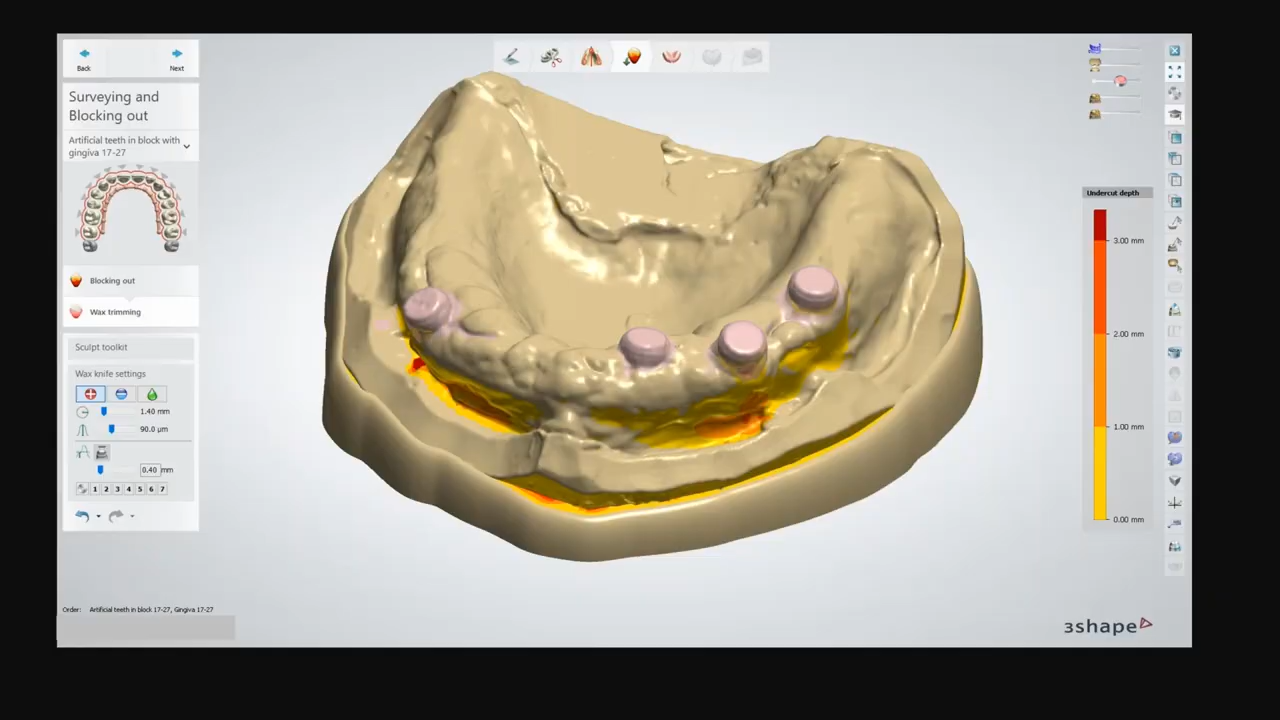 Back
Next
Surveying and
Blocking out
Artificial teeth in block with
gingiva 17-27
Blocking out
Wax trimming
Sculpt toolkit
Wax knife settings
1.40 mm
90.0 µm
0.40 mm
1 2 3 4 5 6 7
Order: Artificial teeth in block 17-27, Gingiva 17-27
Undercut depth
3.00 mm
2.00 mm
1.00 mm
0.00 mm
3shape